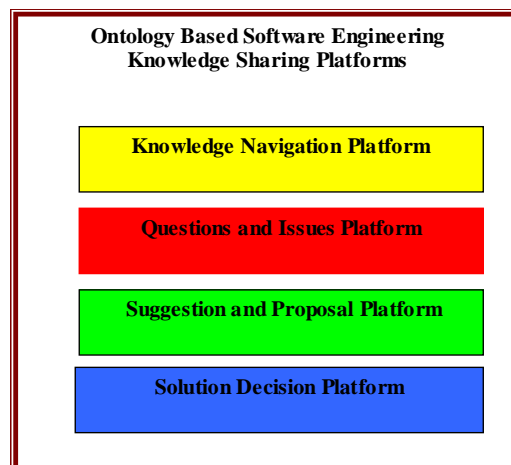 Ontology Based Software Engineering
Knowledge Sharing Platforms
Knowledge Navigation Platform
Questions and Issues Platform
Suggestion and Proposal Platform
Solution Decision Platform